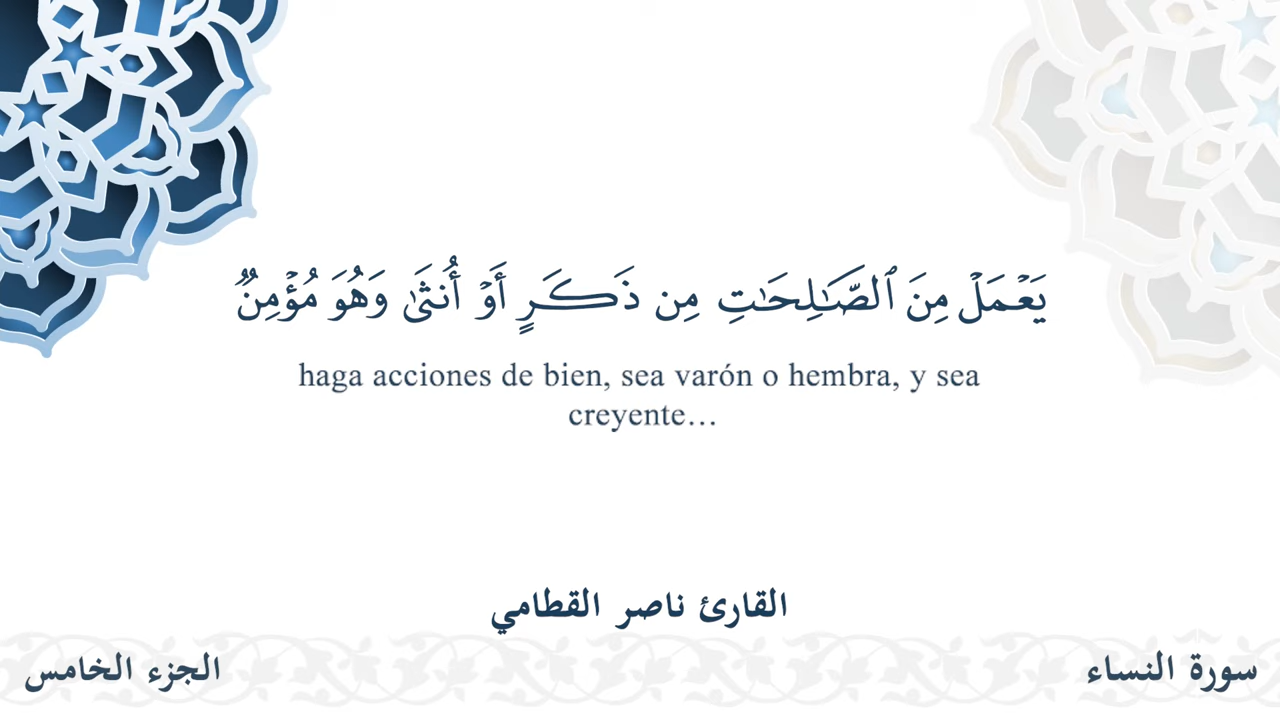 يَعۡمَلۡ مِنَ ٱلصَّـٰلِحَـٰتِ مِن ذَكَرٍ أَوۡ أُنثَىٰ وَهُوَ مُؤۡمِنࣱ
haga acciones de bien, sea varón o hembra, y sea
creyente…
القارئ ناصر القطامي
سورة النساء
الجزء الخامس